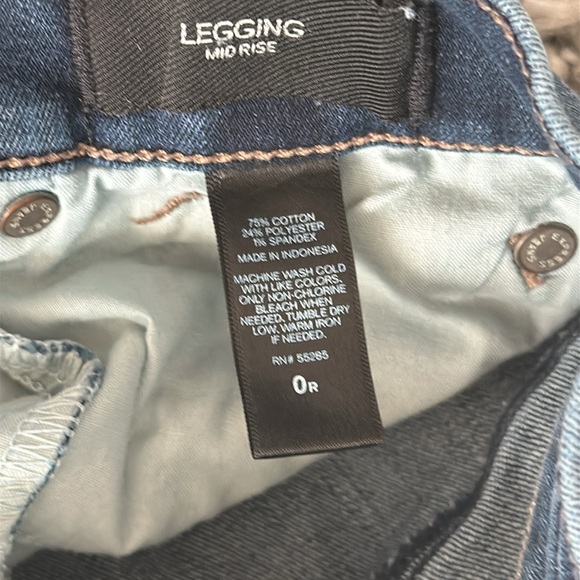 LEGGING
MID RISE
75% COTTON
24% POLYESTER
1% SPANDEX
MADE IN INDONESIA
MACHINE WASH COLD
WITH LIKE COLORS.
ONLY NON-CHLORINE
BLEACH WHEN
NEEDED. TUMBLE DRY
LOW. WARM IRON
IF NEEDED.
RN# 55285
0R